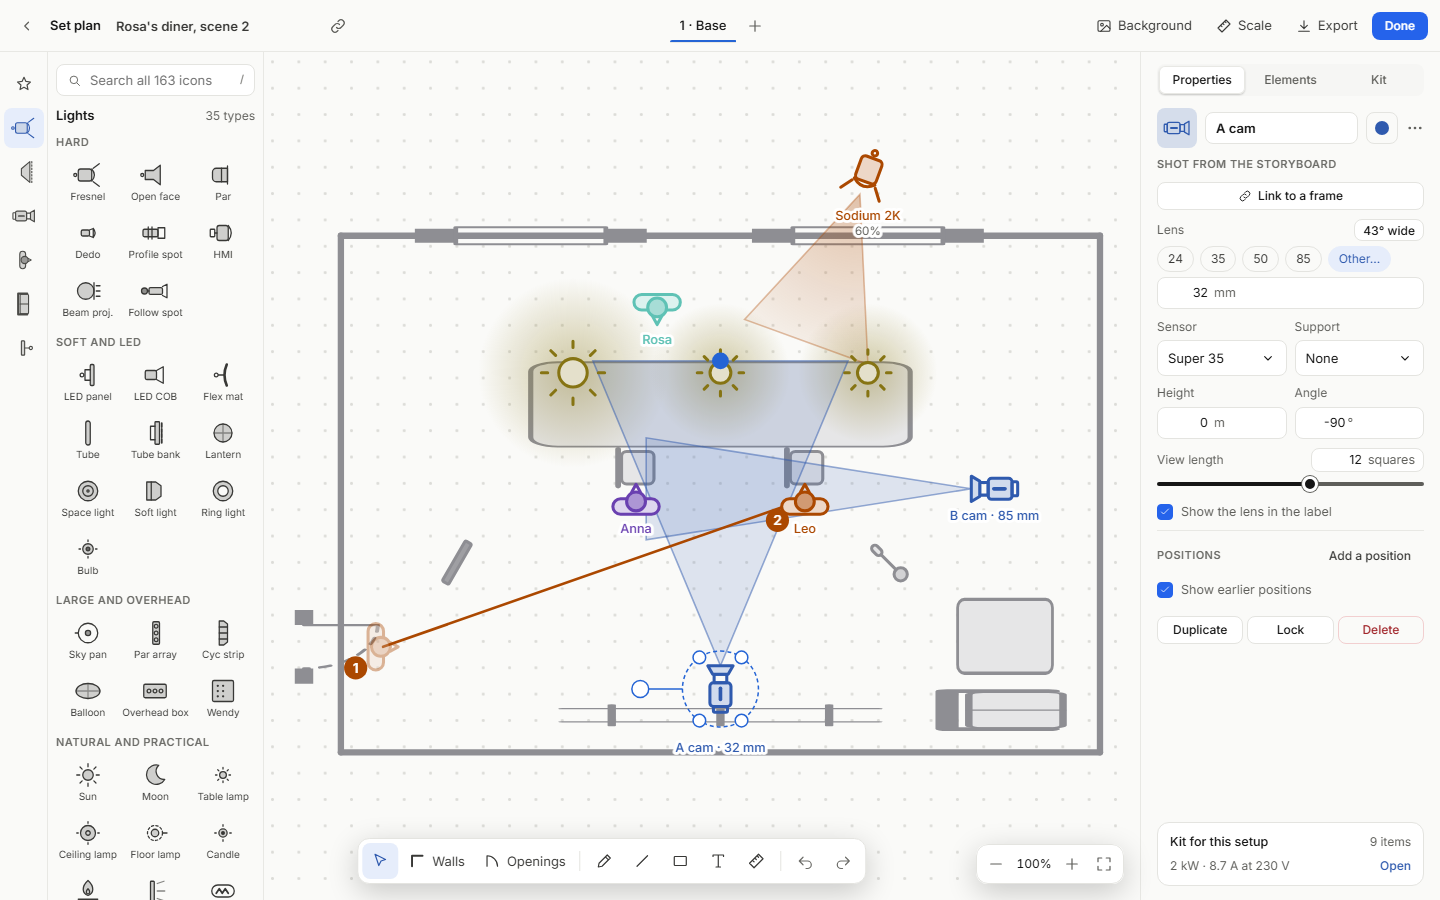 Set plan
Rosa's diner, scene 2
1 · Base
Background
Scale
Export
Done
Search all 163 icons
/
Lights
35 types
HARD
Fresnel
Open face
Par
Dedo
Profile spot
HMI
Beam proj.
Follow spot
SOFT AND LED
LED panel
LED COB
Flex mat
Tube
Tube bank
Lantern
Space light
Soft light
Ring light
Bulb
LARGE AND OVERHEAD
Sky pan
Par array
Cyc strip
Balloon
Overhead box
Wendy
NATURAL AND PRACTICAL
Sun
Moon
Table lamp
Ceiling lamp
Floor lamp
Candle
Sodium 2K
60%
Rosa
Anna
2
Leo
B cam · 85 mm
1
A cam · 32 mm
Walls
Openings
100%
Properties
Elements
Kit
A cam
SHOT FROM THE STORYBOARD
Link to a frame
Lens
43° wide
24
35
50
85
Other...
32 mm
Sensor
Support
Super 35
None
Height
Angle
0 m
-90 °
View length
12 squares
Show the lens in the label
POSITIONS
Add a position
Show earlier positions
Duplicate
Lock
Delete
Kit for this setup
9 items
2 kW · 8.7 A at 230 V
Open